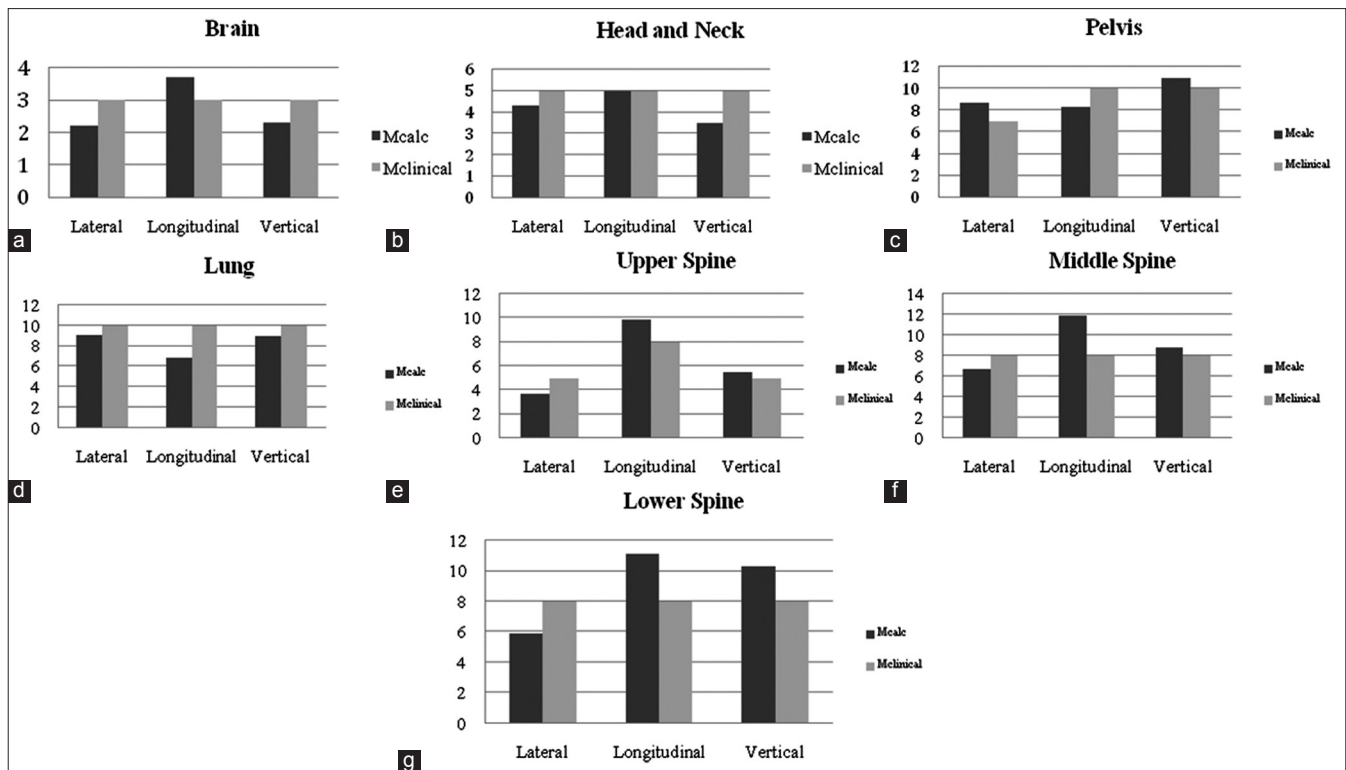 Brain
4
3
2
1
0
Lateral Longitudinal Vertical
Mcalc
Mclinical
a
Head and Neck
6
5
4
3
2
1
0
Lateral Longitudinal Vertical
Mcalc
Mclinical
b
Pelvis
12
10
8
6
4
2
0
Lateral Longitudinal Vertical
Mcalc
Mclinical
c
Lung
12
10
8
6
4
2
0
Lateral Longitudinal Vertical
Mcalc
Mclinical
d
Upper Spine
12
10
8
6
4
2
0
Lateral Longitudinal Vertical
Mcalc
Mclinical
e
Middle Spine
14
12
10
8
6
4
2
0
Lateral Longitudinal Vertical
Mcalc
Mclinical
f
Lower Spine
12
10
8
6
4
2
0
Lateral Longitudinal Vertical
Mcalc
Mclinical
g